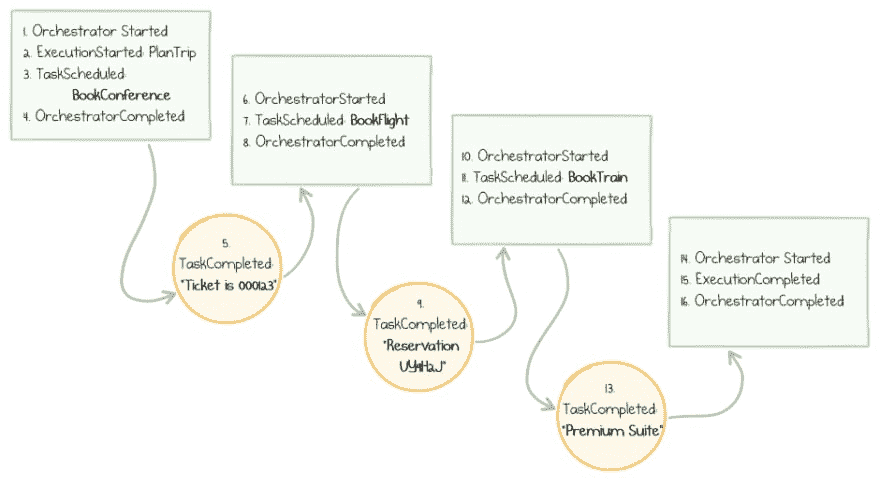 1. Orchestrator Started
2. ExecutionStarted: PlanTrip
3. TaskScheduled:
BookConference
4. OrchestratorCompleted
5.
TaskCompleted:
"Ticket is 000123"
6. OrchestratorStarted
7. TaskScheduled: BookFlight
8. OrchestratorCompleted
9.
TaskCompleted:
"Reservation
10. OrchestratorStarted
11. TaskScheduled: BookTrain
12. OrchestratorCompleted
13.
TaskCompleted:
"Premium Suite"
14. Orchestrator Started
15. ExecutionCompleted
16. OrchestratorCompleted